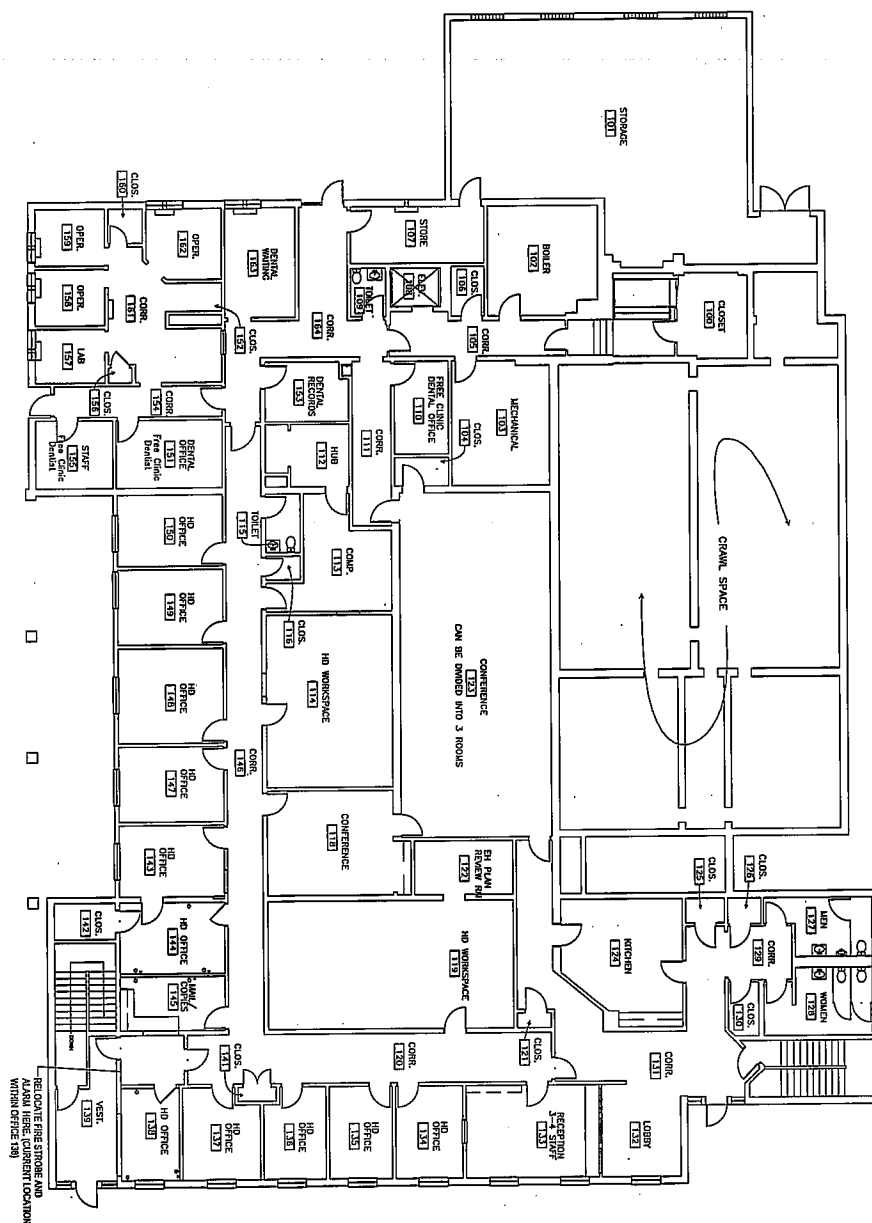 STORAGE
101
CLOS.
160
OPER.
159
OPER.
162
DENTAL
WAITING
163
STORE
107
BOILER
102
OPER.
158
CORR.
161
CLOS.
152
CORR.
164
TOILET
109
ELEV.
108
CLOS.
106
CORR.
105
CLOSET
100
LAB
157
CLOS.
156
CORR.
154
DENTAL
RECORDS
153
CORR.
111
FREE CLINIC
DENTAL OFFICE
110
CLOS.
104
MECHANICAL
103
STAFF
155
Free Clinic
Dentist
DENTAL
OFFICE
151
Free Clinic
Dentist
HUB
112
CRAWL SPACE
HD
OFFICE
150
TOILET
115
COMP.
113
HD
OFFICE
149
CLOS.
116
HD WORKSPACE
114
CONFERENCE
123
CAN BE DIVIDED INTO 3 ROOMS
HD
OFFICE
148
CORR.
146
HD
OFFICE
147
CONFERENCE
118
HD
OFFICE
143
EH PLAN
REVIEW RM
122
CLOS.
125
CLOS.
126
CLOS.
142
HD OFFICE
144
HD WORKSPACE
119
KITCHEN
124
CORR.
129
MEN
127
WOMEN
128
MAIL/
COPIES
145
CLOS.
130
DOWN
CLOS.
141
CORR.
120
CLOS.
121
CORR.
131
VEST.
139
HD OFFICE
138
HD
OFFICE
137
HD
OFFICE
136
HD
OFFICE
135
HD
OFFICE
134
RECEPTION
3-4 STAFF
133
LOBBY
132
RELOCATE FIRE STROBE AND
ALARM HERE. (CURRENT LOCATION
WITHIN OFFICE 138)